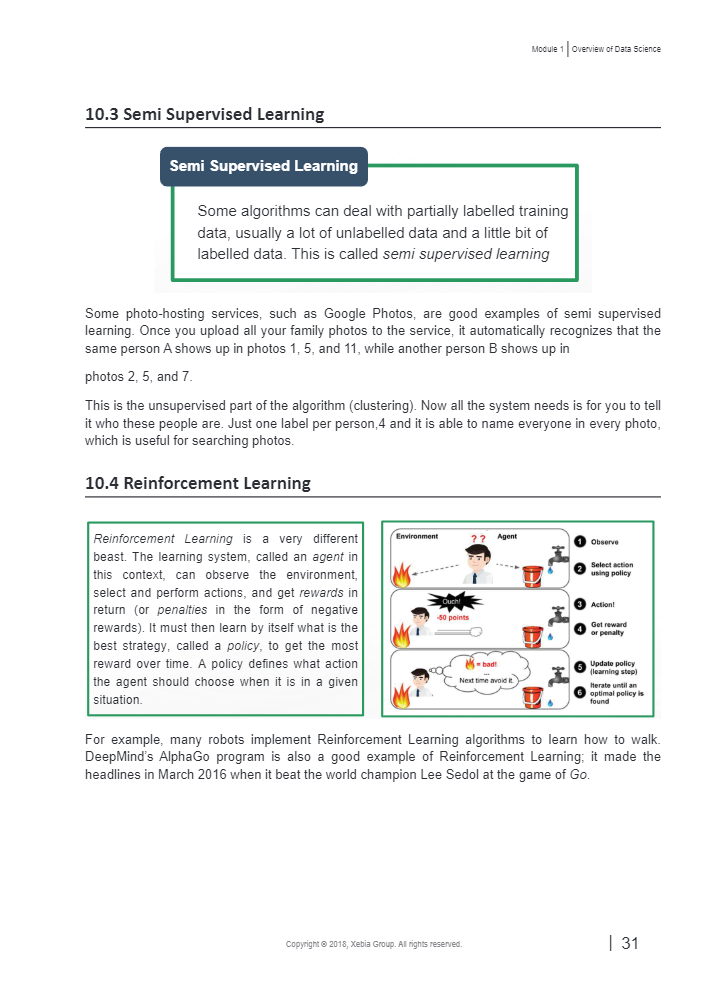 Module 1 | Overview of Data Science
10.3 Semi Supervised Learning
Semi Supervised Learning
Some algorithms can deal with partially labelled training
data, usually a lot of unlabelled data and a little bit of
labelled data. This is called semi supervised learning
Some photo-hosting services, such as Google Photos, are good examples of semi supervised
learning. Once you upload all your family photos to the service, it automatically recognizes that the
same person A shows up in photos 1, 5, and 11, while another person B shows up in
photos 2, 5, and 7.
This is the unsupervised part of the algorithm (clustering). Now all the system needs is for you to tell
it who these people are. Just one label per person,4 and it is able to name everyone in every photo,
which is useful for searching photos.
10.4 Reinforcement Learning
Reinforcement Learning is a very different
beast. The learning system, called an agent in
this context, can observe the environment,
select and perform actions, and get rewards in
return (or penalties in the form of negative
rewards). It must then learn by itself what is the
best strategy, called a policy, to get the most
reward over time. A policy defines what action
the agent should choose when it is in a given
situation.
Environment
? ?
Agent
1 Observe
2 Select action
using policy
Ouch!
-50 points
3 Action!
4 Get reward
or penalty
= bad!
...
Next time avoid it.
5 Update policy
(learning step)
6 Iterate until an
optimal policy is
found
For example, many robots implement Reinforcement Learning algorithms to learn how to walk.
DeepMind's AlphaGo program is also a good example of Reinforcement Learning; it made the
headlines in March 2016 when it beat the world champion Lee Sedol at the game of Go.
Copyright © 2018, Xebia Group. All rights reserved.
| 31